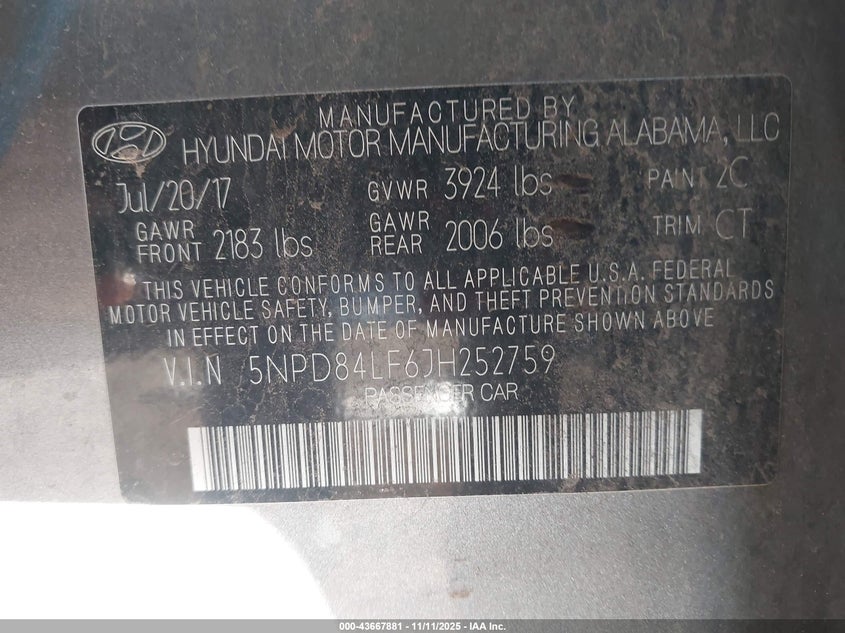 MANUFACTURED BY
HYUNDAI MOTOR MANUFACTURING ALABAMA, LLC
Jul/20/17 GVWR 3924 lbs PAINT 2C
GAWR FRONT 2183 lbs GAWR REAR 2006 lbs TRIM CT
THIS VEHICLE CONFORMS TO ALL APPLICABLE U.S.A. FEDERAL
MOTOR VEHICLE SAFETY, BUMPER, AND THEFT PREVENTION STANDARDS
IN EFFECT ON THE DATE OF MANUFACTURE SHOWN ABOVE
V.I.N 5NPD84LF6JH252759
PASSENGER CAR
000-43667881 - 11/11/2025 - IAA Inc.